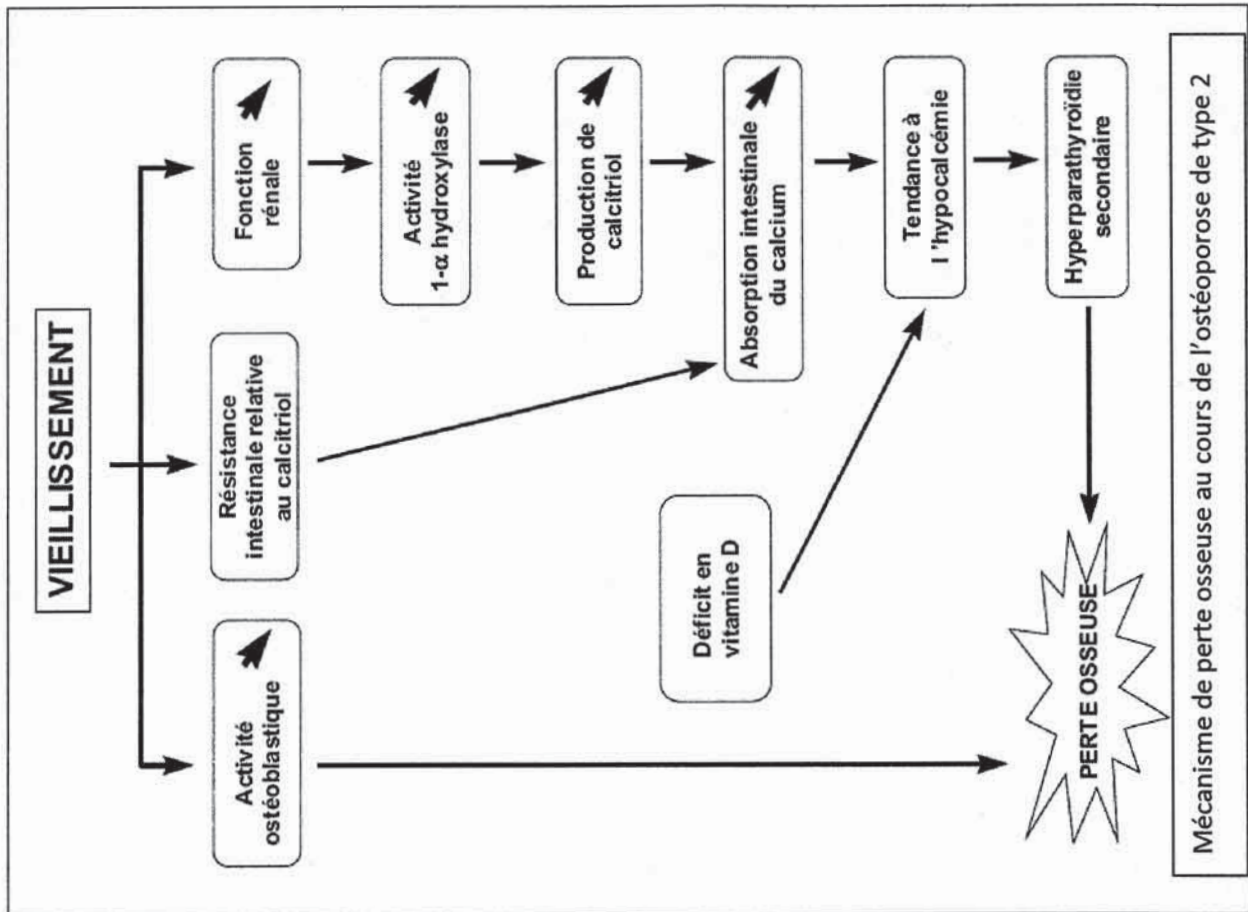 VIEILLISSEMENT
Activité
ostéoblastique
Résistance
intestinale relative
au calcitriol
Fonction
rénale
Activité
1-α hydroxylase
Production de
calcitriol
Déficit en
vitamine D
Absorption intestinale
du calcium
Tendance à
l'hypocalcémie
PERTE OSSEUSE
Hyperparathyroïdie
secondaire
Mécanisme de perte osseuse au cours de l'ostéoporose de type 2